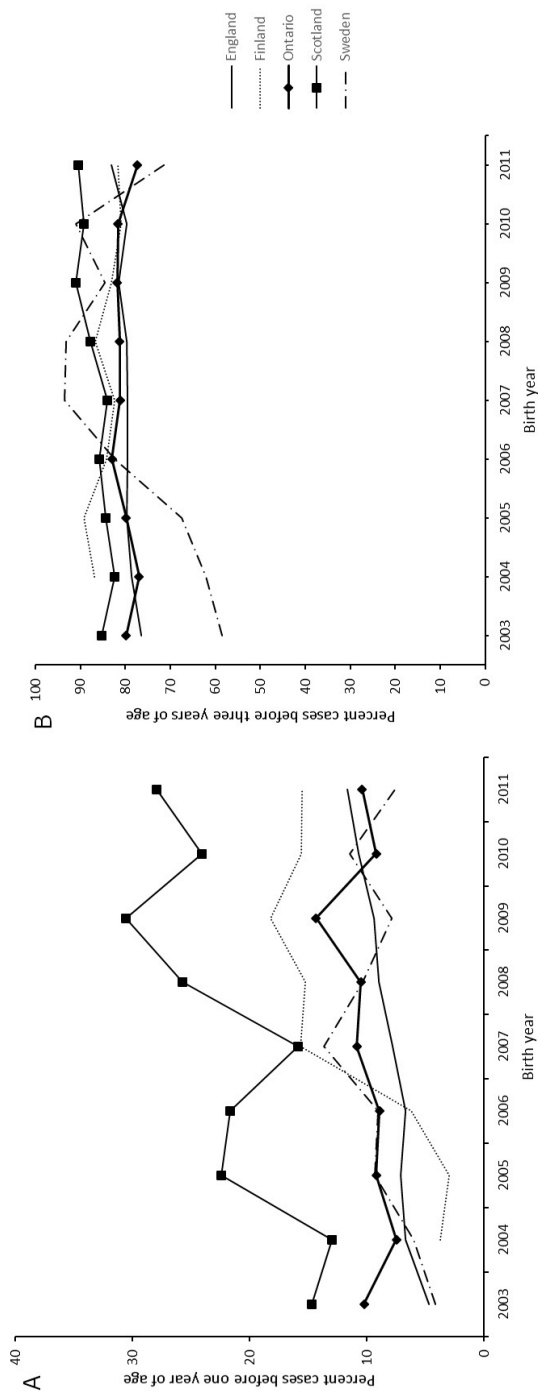 A
Percent cases before one year of age
40
30
20
10
0
2003 2004 2005 2006 2007 2008 2009 2010 2011
Birth year
B
Percent cases before three years of age
100
90
80
70
60
50
40
30
20
10
0
2003 2004 2005 2006 2007 2008 2009 2010 2011
Birth year
England
Finland
Ontario
Scotland
Sweden